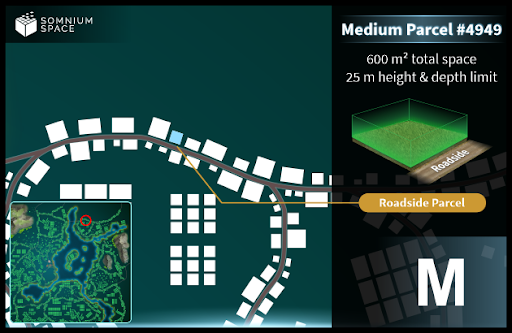 SOMNIUM
SPACE
Medium Parcel #4949
600 m² total space
25 m height & depth limit
Roadside
Roadside Parcel
M